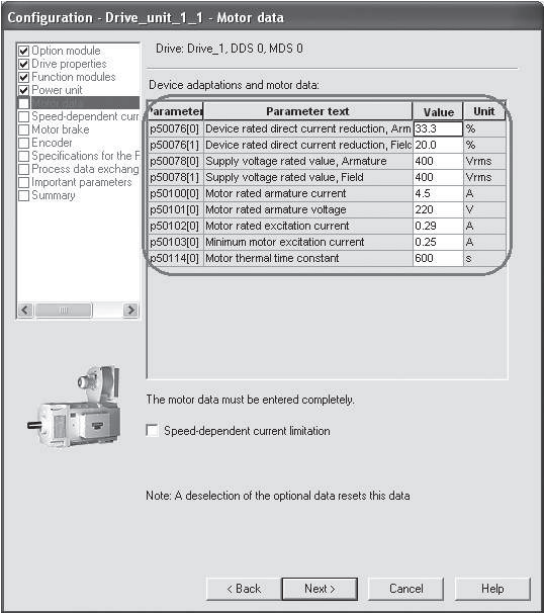 Configuration - Drive_unit_1_1 - Motor data
Option module
Drive properties
Function modules
Power unit
Speed-dependent curr
Motor brake
Encoder
Specifications for the F
Process data exchang
Important parameters
Summary
Drive: Drive_1, DDS 0, MDS 0
Device adaptations and motor data:
arameter Parameter text Value Unit
p50076[0] Device rated direct current reduction, Arm 33.3 %
p50076[1] Device rated direct current reduction, Fielc 20.0 %
p50078[0] Supply voltage rated value, Armature 400 Vrms
p50078[1] Supply voltage rated value, Field 400 Vrms
p50100[0] Motor rated armature current 4.5 A
p50101[0] Motor rated armature voltage 220 V
p50102[0] Motor rated excitation current 0.29 A
p50103[0] Minimum motor excitation current 0.25 A
p50114[0] Motor thermal time constant 600 s
The motor data must be entered completely.
Speed-dependent current limitation
Note: A deselection of the optional data resets this data
< Back Next > Cancel Help